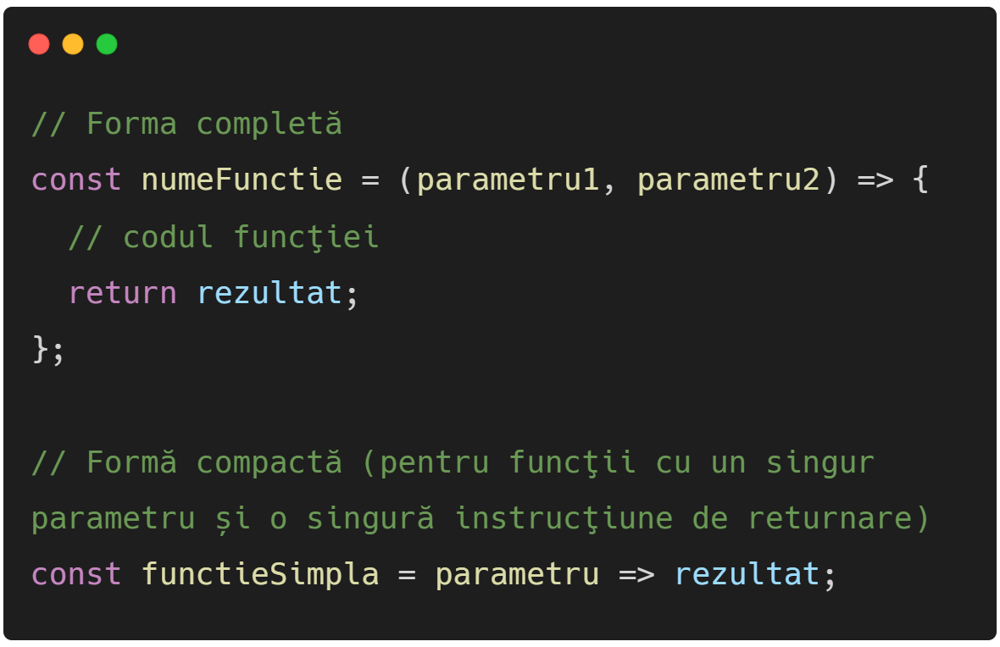 // Forma completă
const numeFunctie = (parametru1, parametru2) => {
  // codul funcţiei
  return rezultat;
};

// Formă compactă (pentru funcţii cu un singur
parametru și o singură instrucţiune de returnare)
const functieSimpla = parametru => rezultat;